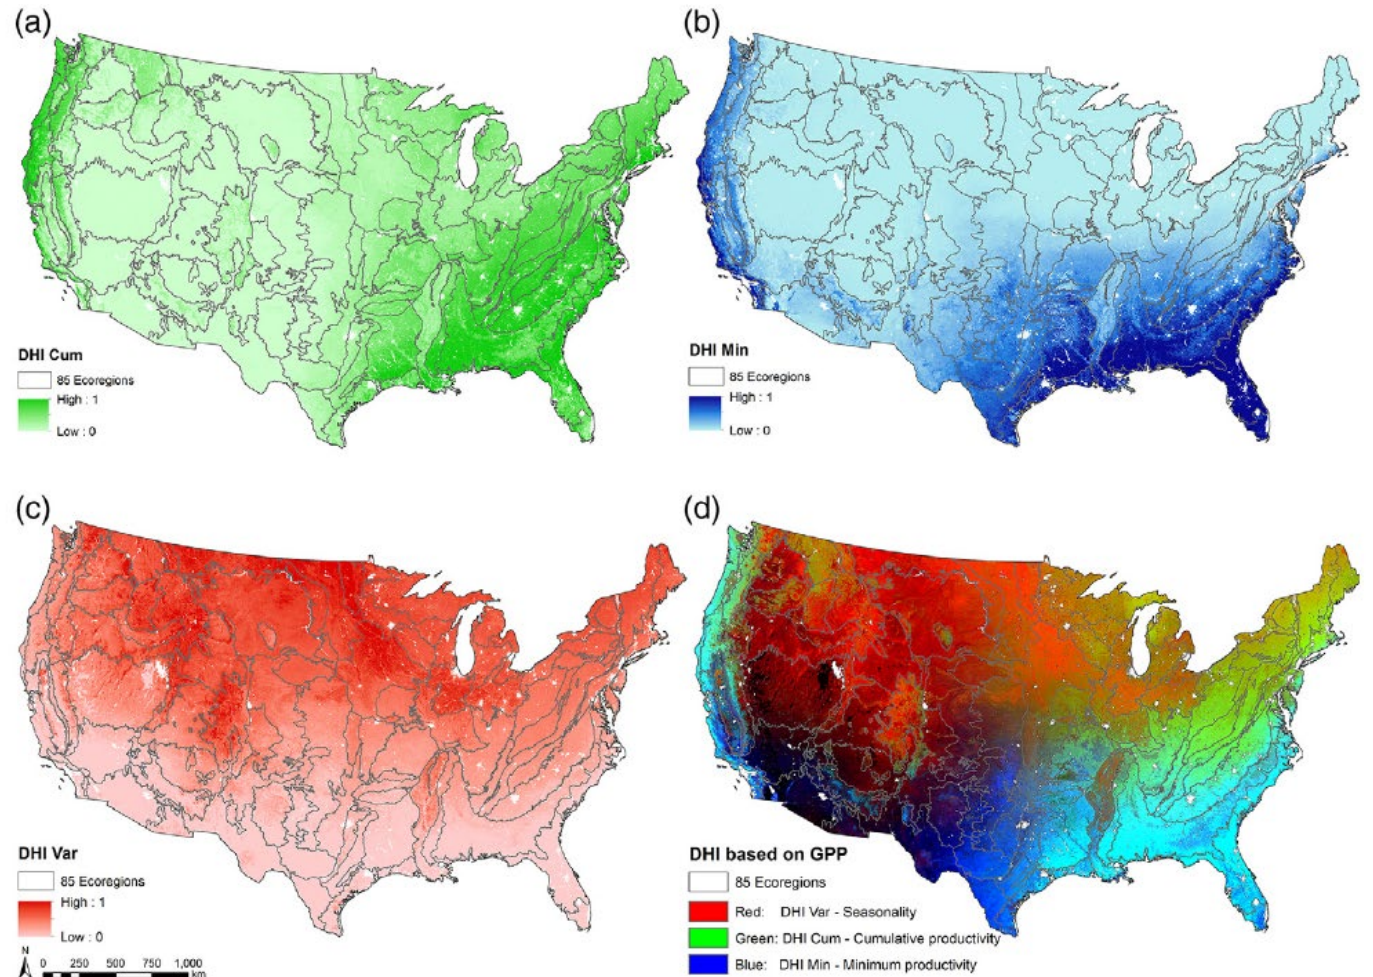 (a)
(b)
DHI Cum
85 Ecoregions
High : 1
Low : 0
DHI Min
85 Ecoregions
High : 1
Low : 0
(c)
(d)
DHI Var
85 Ecoregions
High : 1
Low : 0
N
0 250 500 750 1,000
km
DHI based on GPP
85 Ecoregions
Red: DHI Var - Seasonality
Green: DHI Cum - Cumulative productivity
Blue: DHI Min - Minimum productivity